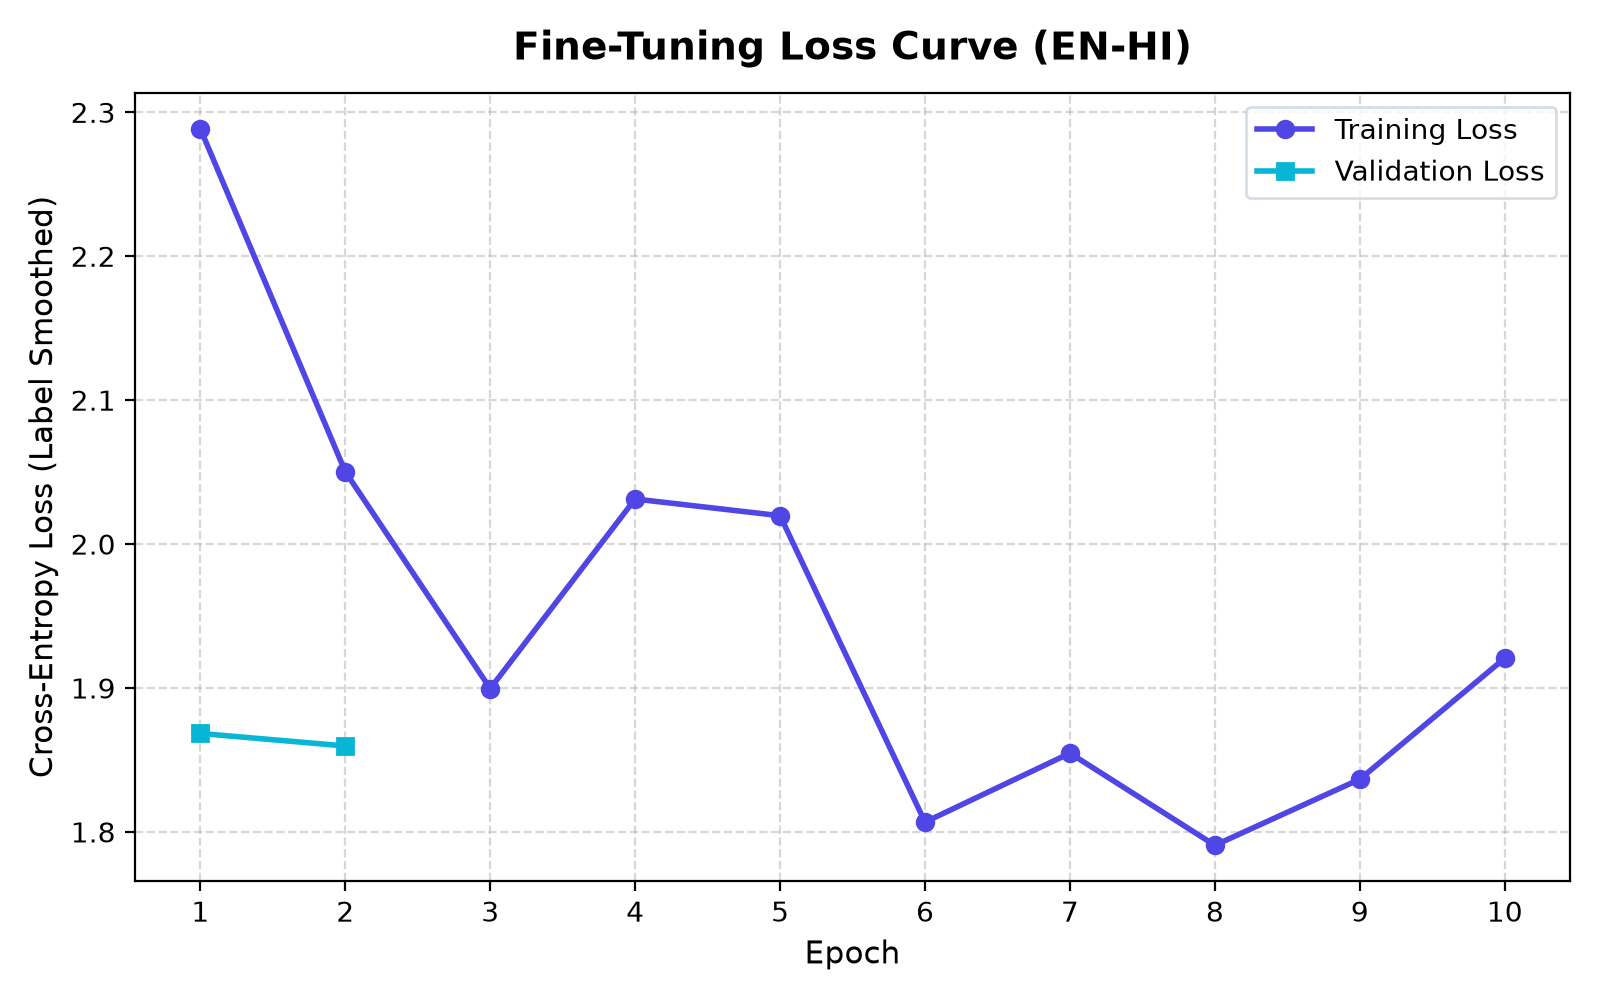 Fine-Tuning Loss Curve (EN-HI)
Training Loss
Validation Loss
Cross-Entropy Loss (Label Smoothed)
2.3
2.2
2.1
2.0
1.9
1.8
1 2 3 4 5 6 7 8 9 10
Epoch